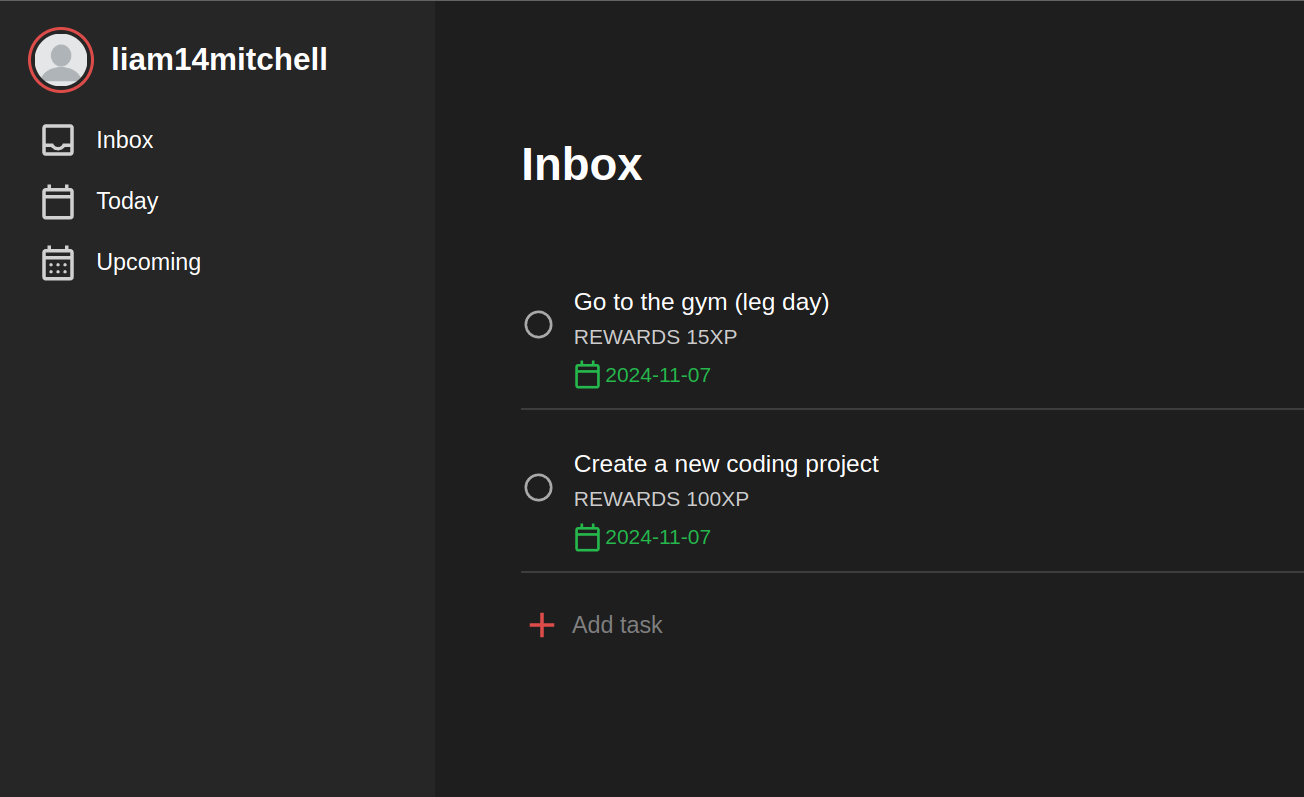 liam14mitchell
Inbox
Today
Upcoming
Inbox
Go to the gym (leg day)
REWARDS 15XP
2024-11-07
Create a new coding project
REWARDS 100XP
2024-11-07
Add task